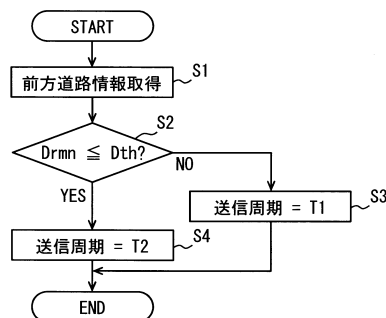 START
S1
前方道路情報取得
S2
Drmn ≦ Dth?
NO
YES
S3
送信周期 = T1
S4
送信周期 = T2
END